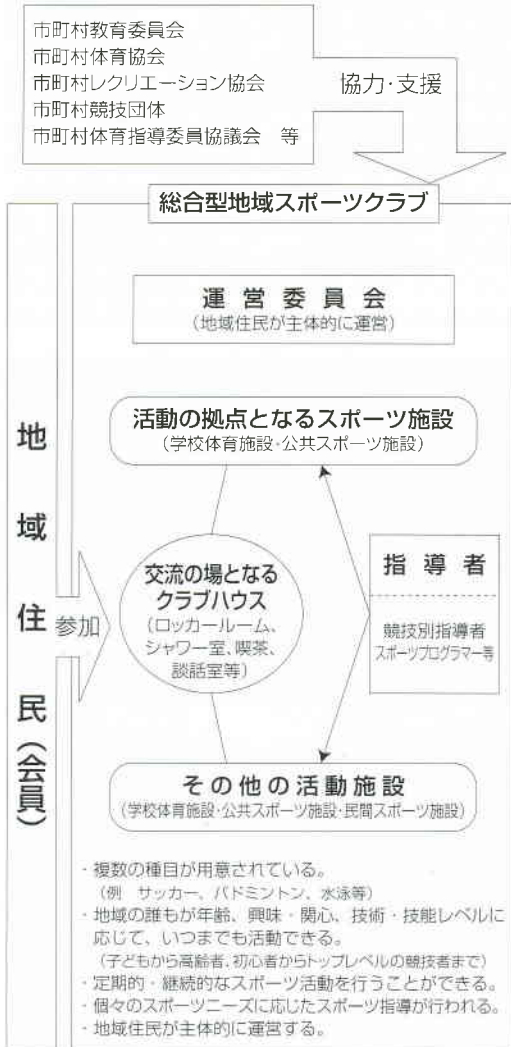 市町村教育委員会
市町村体育協会
市町村レクリエーション協会
市町村競技団体
市町村体育指導委員協議会 等
協力・支援
総合型地域スポーツクラブ
運営委員会
(地域住民が主体的に運営)
活動の拠点となるスポーツ施設
(学校体育施設・公共スポーツ施設)
地域住民(会員)
参加
交流の場となる
クラブハウス
(ロッカールーム、
シャワー室、喫茶、
談話室等)
指導者
競技別指導者
スポーツプログラマー等
その他の活動施設
(学校体育施設・公共スポーツ施設・民間スポーツ施設)
・複数の種目が用意されている。
(例 サッカー、バドミントン、水泳等)
・地域の誰もが年齢、興味・関心、技術・技能レベルに
応じて、いつまでも活動できる。
(子どもから高齢者、初心者からトップレベルの競技者まで)
・定期的・継続的なスポーツ活動を行うことができる。
・個々のスポーツニーズに応じたスポーツ指導が行われる。
・地域住民が主体的に運営する。